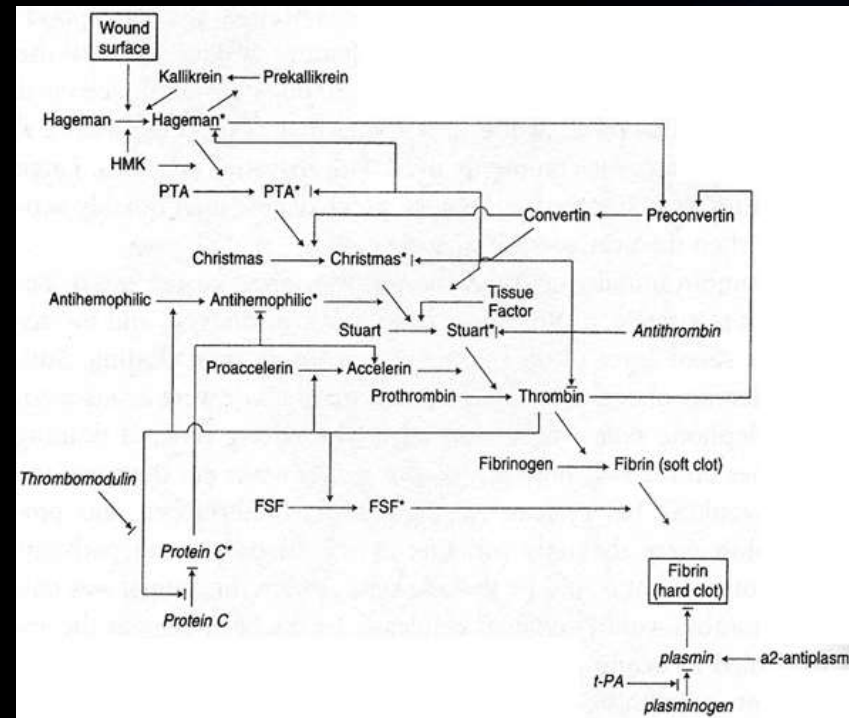 Wound
surface
Kallikrein
Prekallikrein
Hageman
Hageman*
HMK
PTA
PTA*
Convertin
Preconvertin
Christmas
Christmas*
Antihemophilic
Antihemophilic*
Tissue
Factor
Stuart
Stuart*
Antithrombin
Proaccelerin
Accelerin
Prothrombin
Thrombin
Fibrinogen
Fibrin (soft clot)
Thrombomodulin
FSF
FSF*
Protein C*
Fibrin
(hard clot)
Protein C
plasmin
a2-antiplasm
t-PA
plasminogen